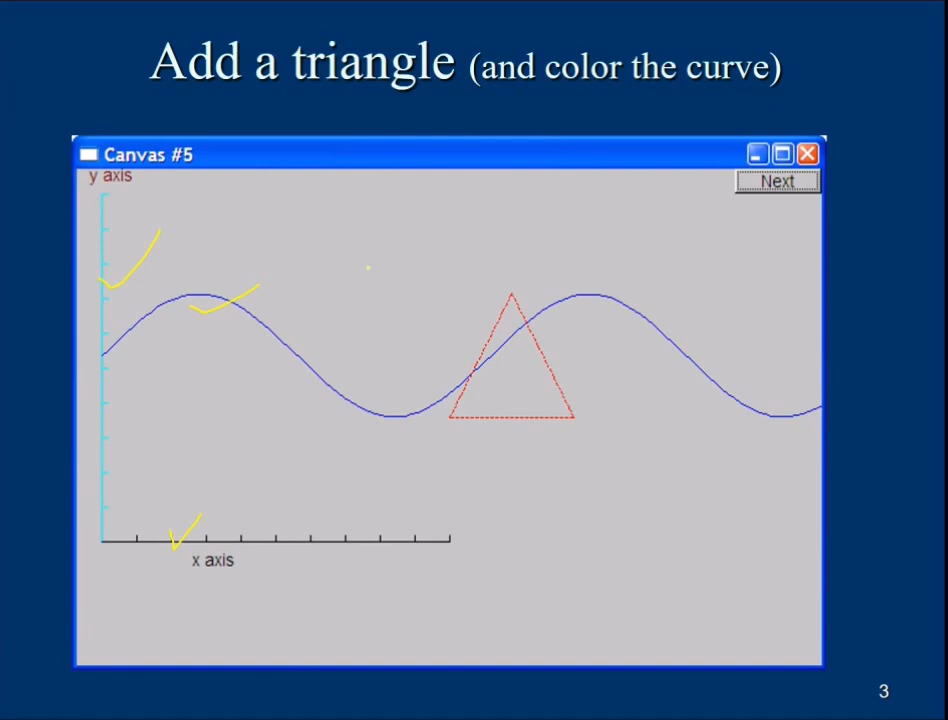 Add a triangle (and color the curve)
Canvas #5
y axis
Next
x axis
3